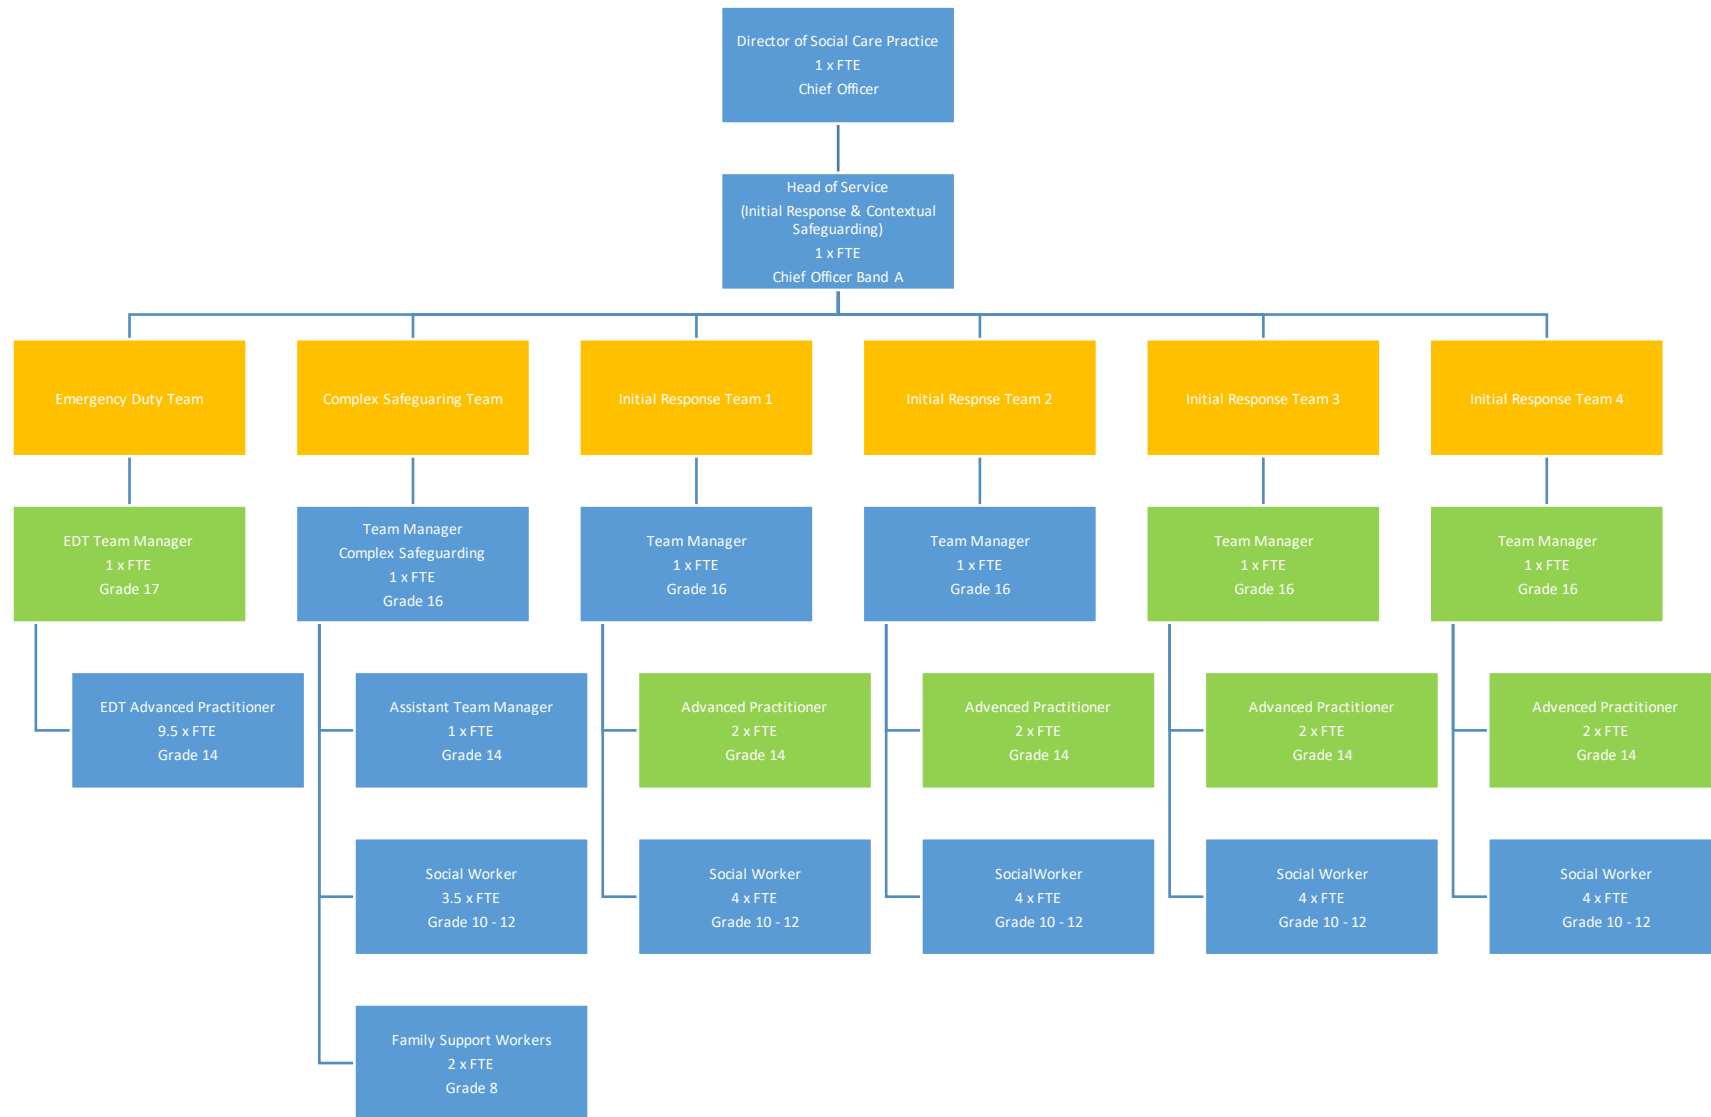 Director of Social Care Practice
1 x FTE
Chief Officer
Head of Service
(Initial Response & Contextual
Safeguarding)
1 x FTE
Chief Officer Band A
Emergency Duty Team
Complex Safeguaring Team
Initial Response Team 1
Initial Respnse Team 2
Initial Response Team 3
Initial Response Team 4
EDT Team Manager
1 x FTE
Grade 17
Team Manager
Complex Safeguarding
1 x FTE
Grade 16
Team Manager
1 x FTE
Grade 16
Team Manager
1 x FTE
Grade 16
Team Manager
1 x FTE
Grade 16
Team Manager
1 x FTE
Grade 16
EDT Advanced Practitioner
9.5 x FTE
Grade 14
Assistant Team Manager
1 x FTE
Grade 14
Advanced Practitioner
2 x FTE
Grade 14
Advenced Practitioner
2 x FTE
Grade 14
Advanced Practitioner
2 x FTE
Grade 14
Advenced Practitioner
2 x FTE
Grade 14
Social Worker
3.5 x FTE
Grade 10 - 12
Social Worker
4 x FTE
Grade 10 - 12
SocialWorker
4 x FTE
Grade 10 - 12
Social Worker
4 x FTE
Grade 10 - 12
Social Worker
4 x FTE
Grade 10 - 12
Family Support Workers
2 x FTE
Grade 8